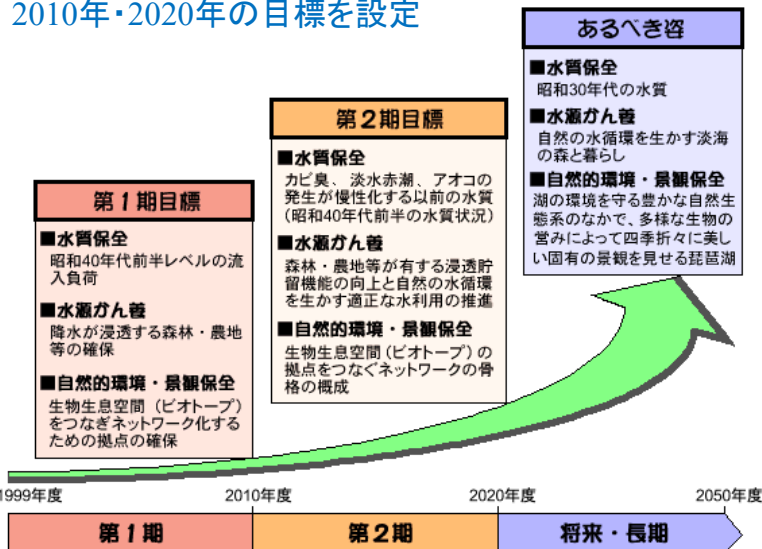 2010年・2020年の目標を設定
あるべき姿
■水質保全
昭和30年代の水質
■水源かん養
自然の水循環を生かす淡海
の森と暮らし
■自然的環境・景観保全
湖の環境を守る豊かな自然生
態系のなかで、多様な生物の
営みによって四季折々に美し
い固有の景観を見せる琵琶湖
第2期目標
■水質保全
カビ臭、淡水赤潮、アオコの
発生が慢性化する以前の水質
(昭和40年代前半の水質状況)
■水源かん養
森林・農地等が有する浸透貯
留機能の向上と自然の水循環
を生かす適正な水利用の推進
■自然的環境・景観保全
生物生息空間(ビオトープ)の
拠点をつなぐネットワークの骨
格の概成
第1期目標
■水質保全
昭和40年代前半レベルの流
入負荷
■水源かん養
降水が浸透する森林・農地
等の確保
■自然的環境・景観保全
生物生息空間(ビオトープ)
をつなぎネットワーク化する
ための拠点の確保
1999年度 2010年度 2020年度 2050年度
第1期 第2期 将来・長期